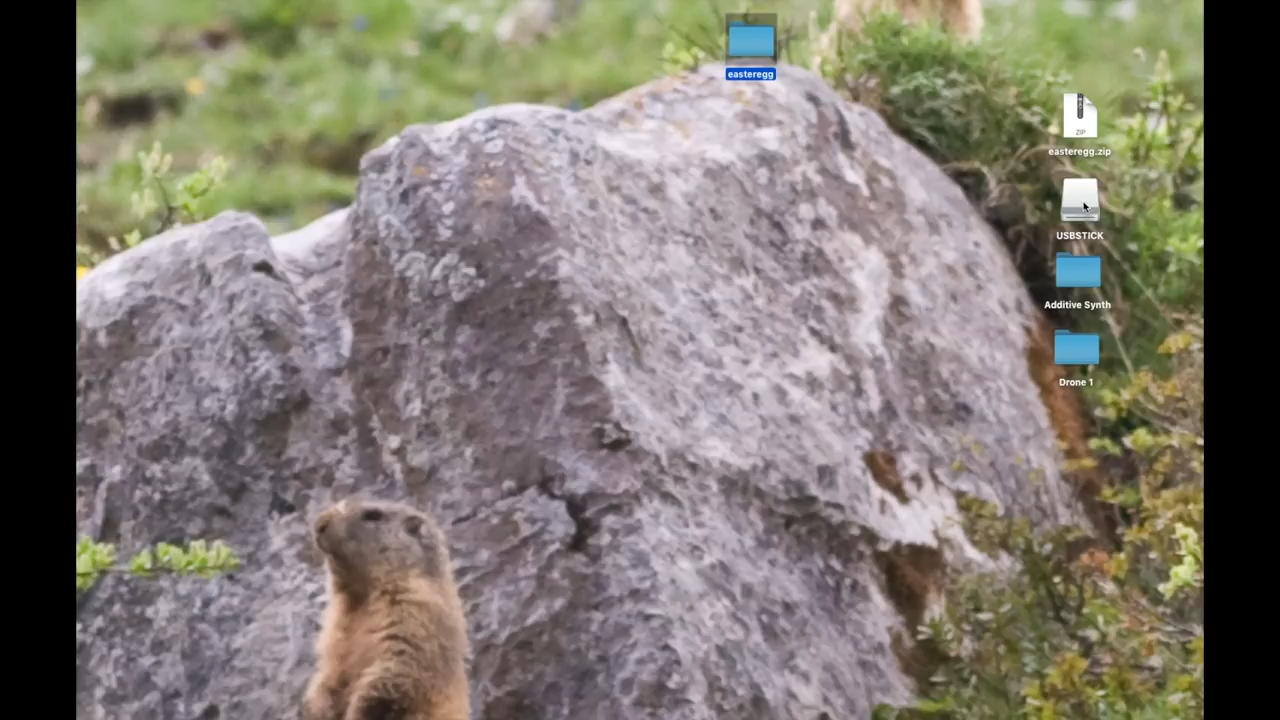 easteregg
ZIP
easteregg.zip
USBSTICK
Additive Synth
Drone 1